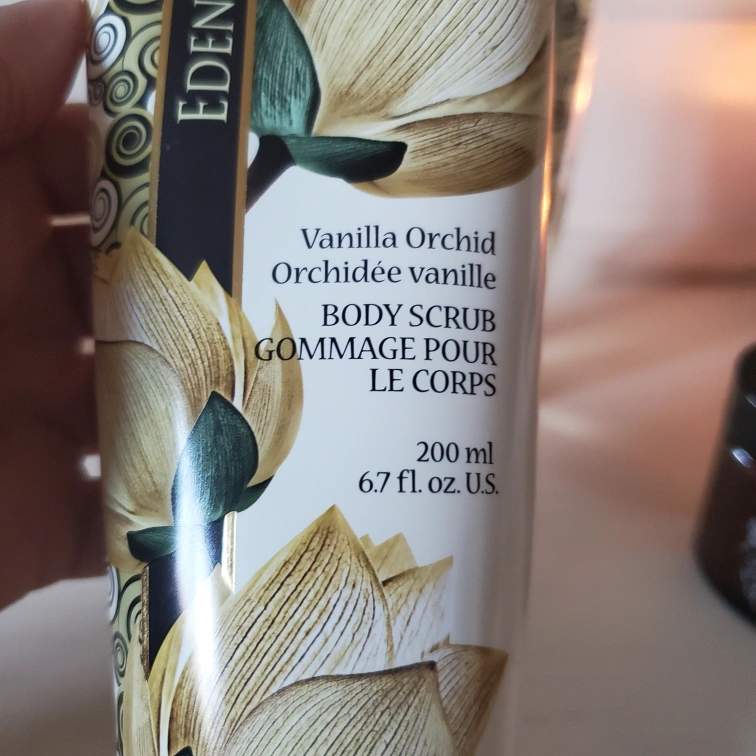 EDEN
Vanilla Orchid
Orchidée vanille
BODY SCRUB
GOMMAGE POUR
LE CORPS
200 ml
6.7 fl. oz. U.S.